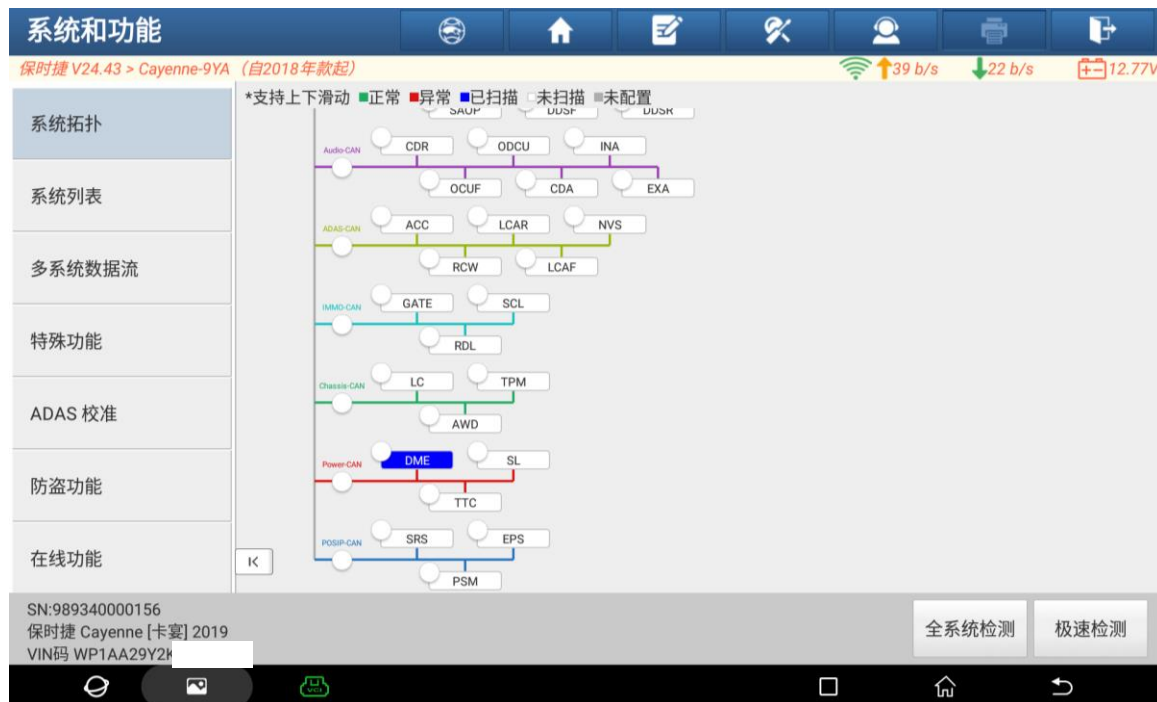 系统和功能
保时捷 V24.43 > Cayenne-9YA （自2018年款起）
39 b/s 22 b/s 12.77V
系统拓扑
系统列表
多系统数据流
特殊功能
ADAS 校准
防盗功能
在线功能
*支持上下滑动 正常 异常 已扫描 未扫描 未配置
SAUP DDSF DDSR
Audio-CAN CDR ODCU INA
OCUF CDA EXA
ADAS-CAN ACC LCAR NVS
RCW LCAF
IMMO-CAN GATE SCL
RDL
Chassis-CAN LC TPM
AWD
Power-CAN DME SL
TTC
POSIP-CAN SRS EPS
PSM
SN:989340000156
保时捷 Cayenne [卡宴] 2019
VIN码 WP1AA29Y2K
全系统检测 极速检测
VCI